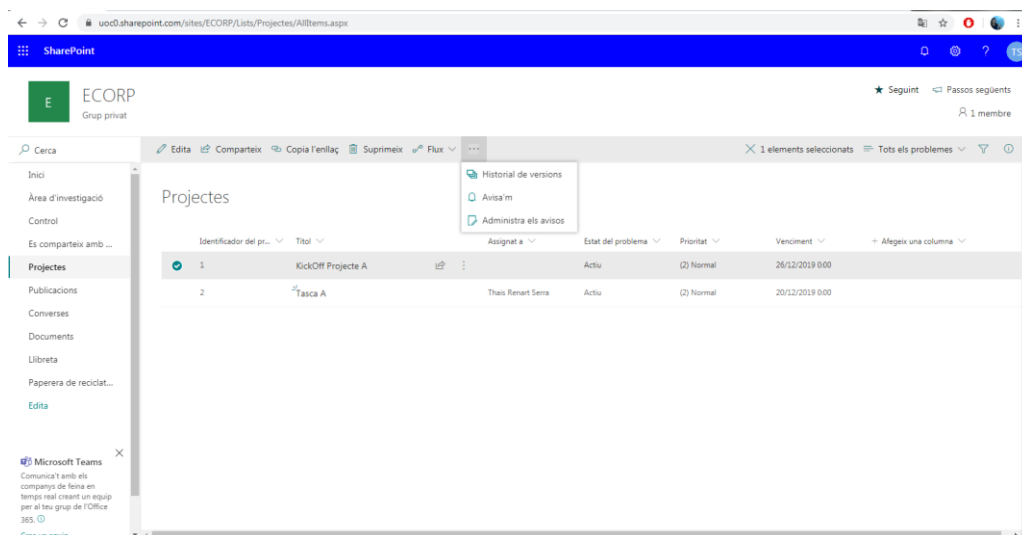 uoc0.sharepoint.com/sites/ECORP/Lists/Projectes/AllItems.aspx
SharePoint
TS
E
ECORP
Grup privat
Seguint
Passos següents
1 membre
Cerca
Edita
Comparteix
Copia l'enllaç
Suprimeix
Flux
1 elements seleccionats
Tots els problemes
Inici
Àrea d'investigació
Control
Es comparteix amb ...
Projectes
Publicacions
Converses
Documents
Llibreta
Paperera de reciclat...
Edita
Historial de versions
Avisa'm
Administra els avisos
Projectes
Identificador del pr...
Títol
Assignat a
Estat del problema
Prioritat
Venciment
+ Afegeix una columna
1
KickOff Projecte A
Actiu
(2) Normal
26/12/2019 0:00
2
Tasca A
Thais Renart Serra
Actiu
(2) Normal
20/12/2019 0:00
Microsoft Teams
Comunica't amb els
companys de feina en
temps real creant un equip
per al teu grup de l'Office
365.